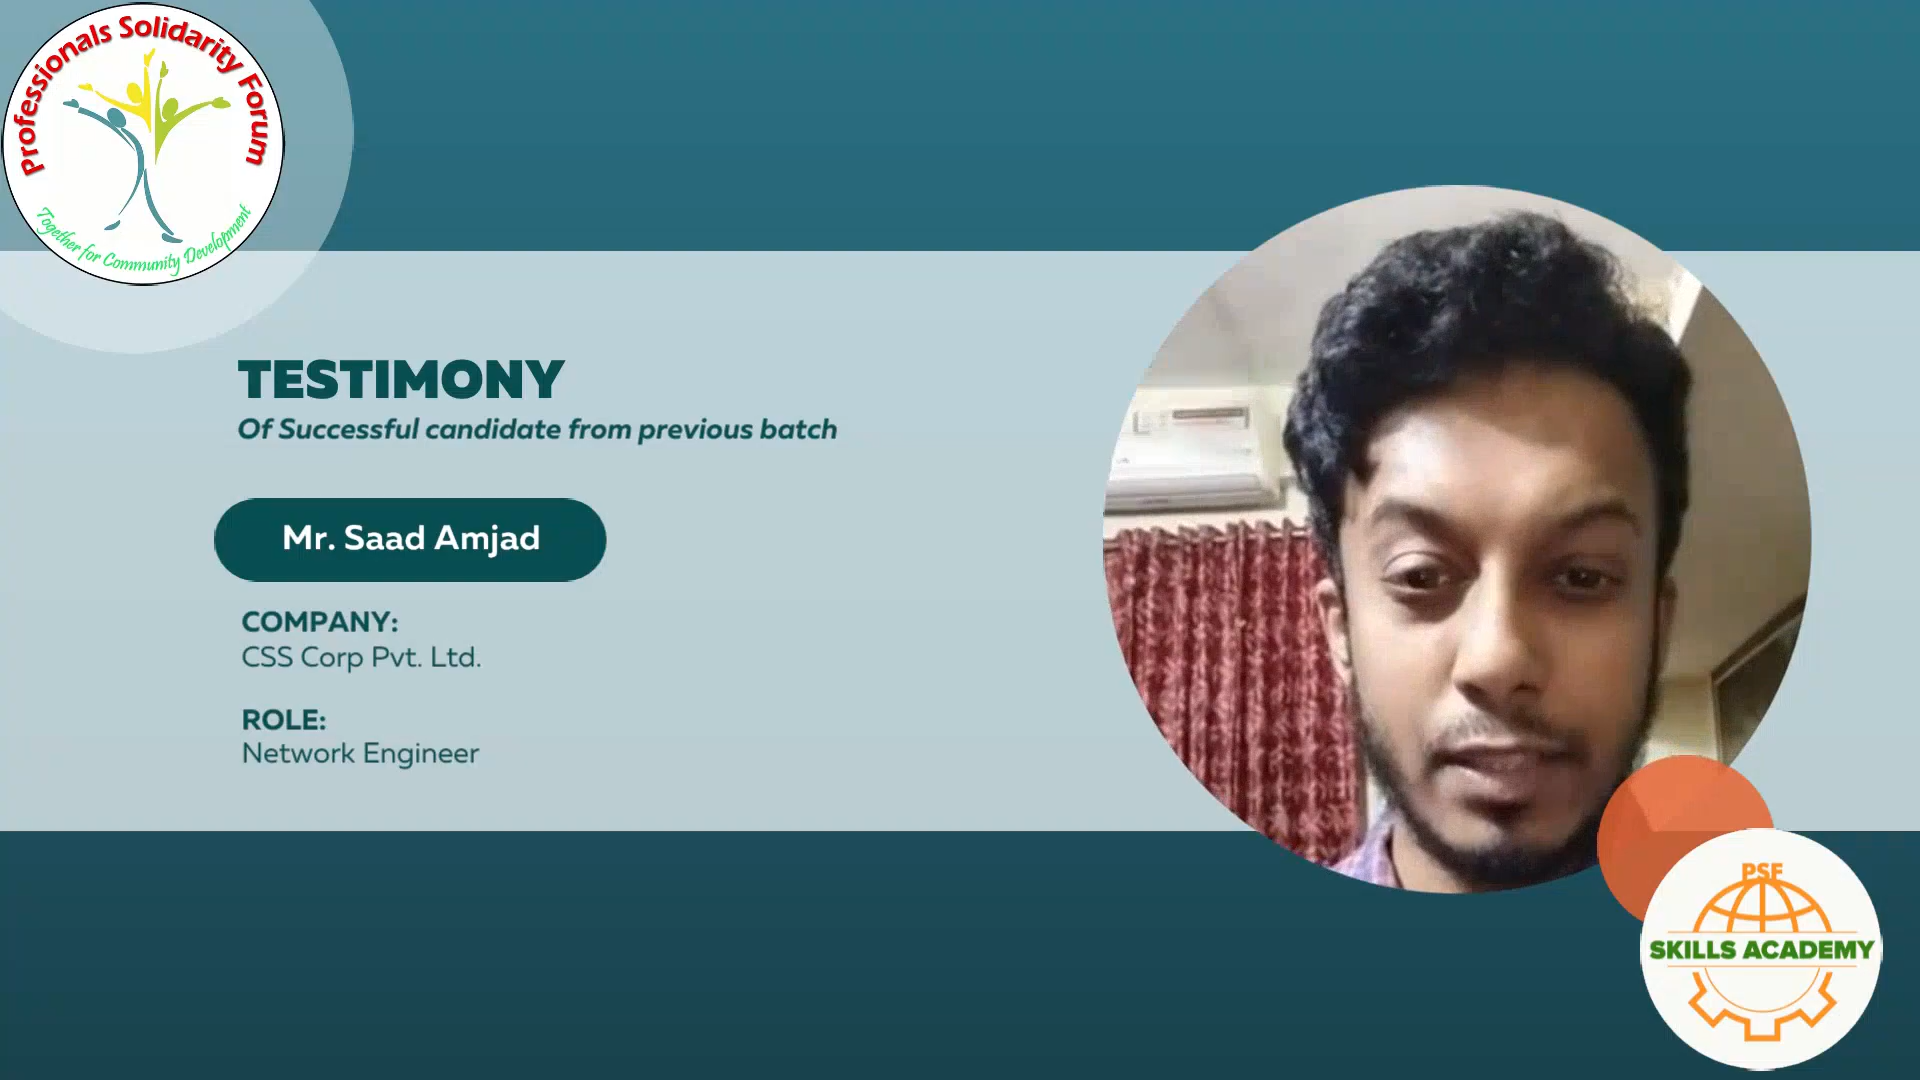 Professionals Solidarity Forum
Together for Community Development
TESTIMONY
Of Successful candidate from previous batch
Mr. Saad Amjad
COMPANY:
CSS Corp Pvt. Ltd.
ROLE:
Network Engineer
PSF
SKILLS ACADEMY